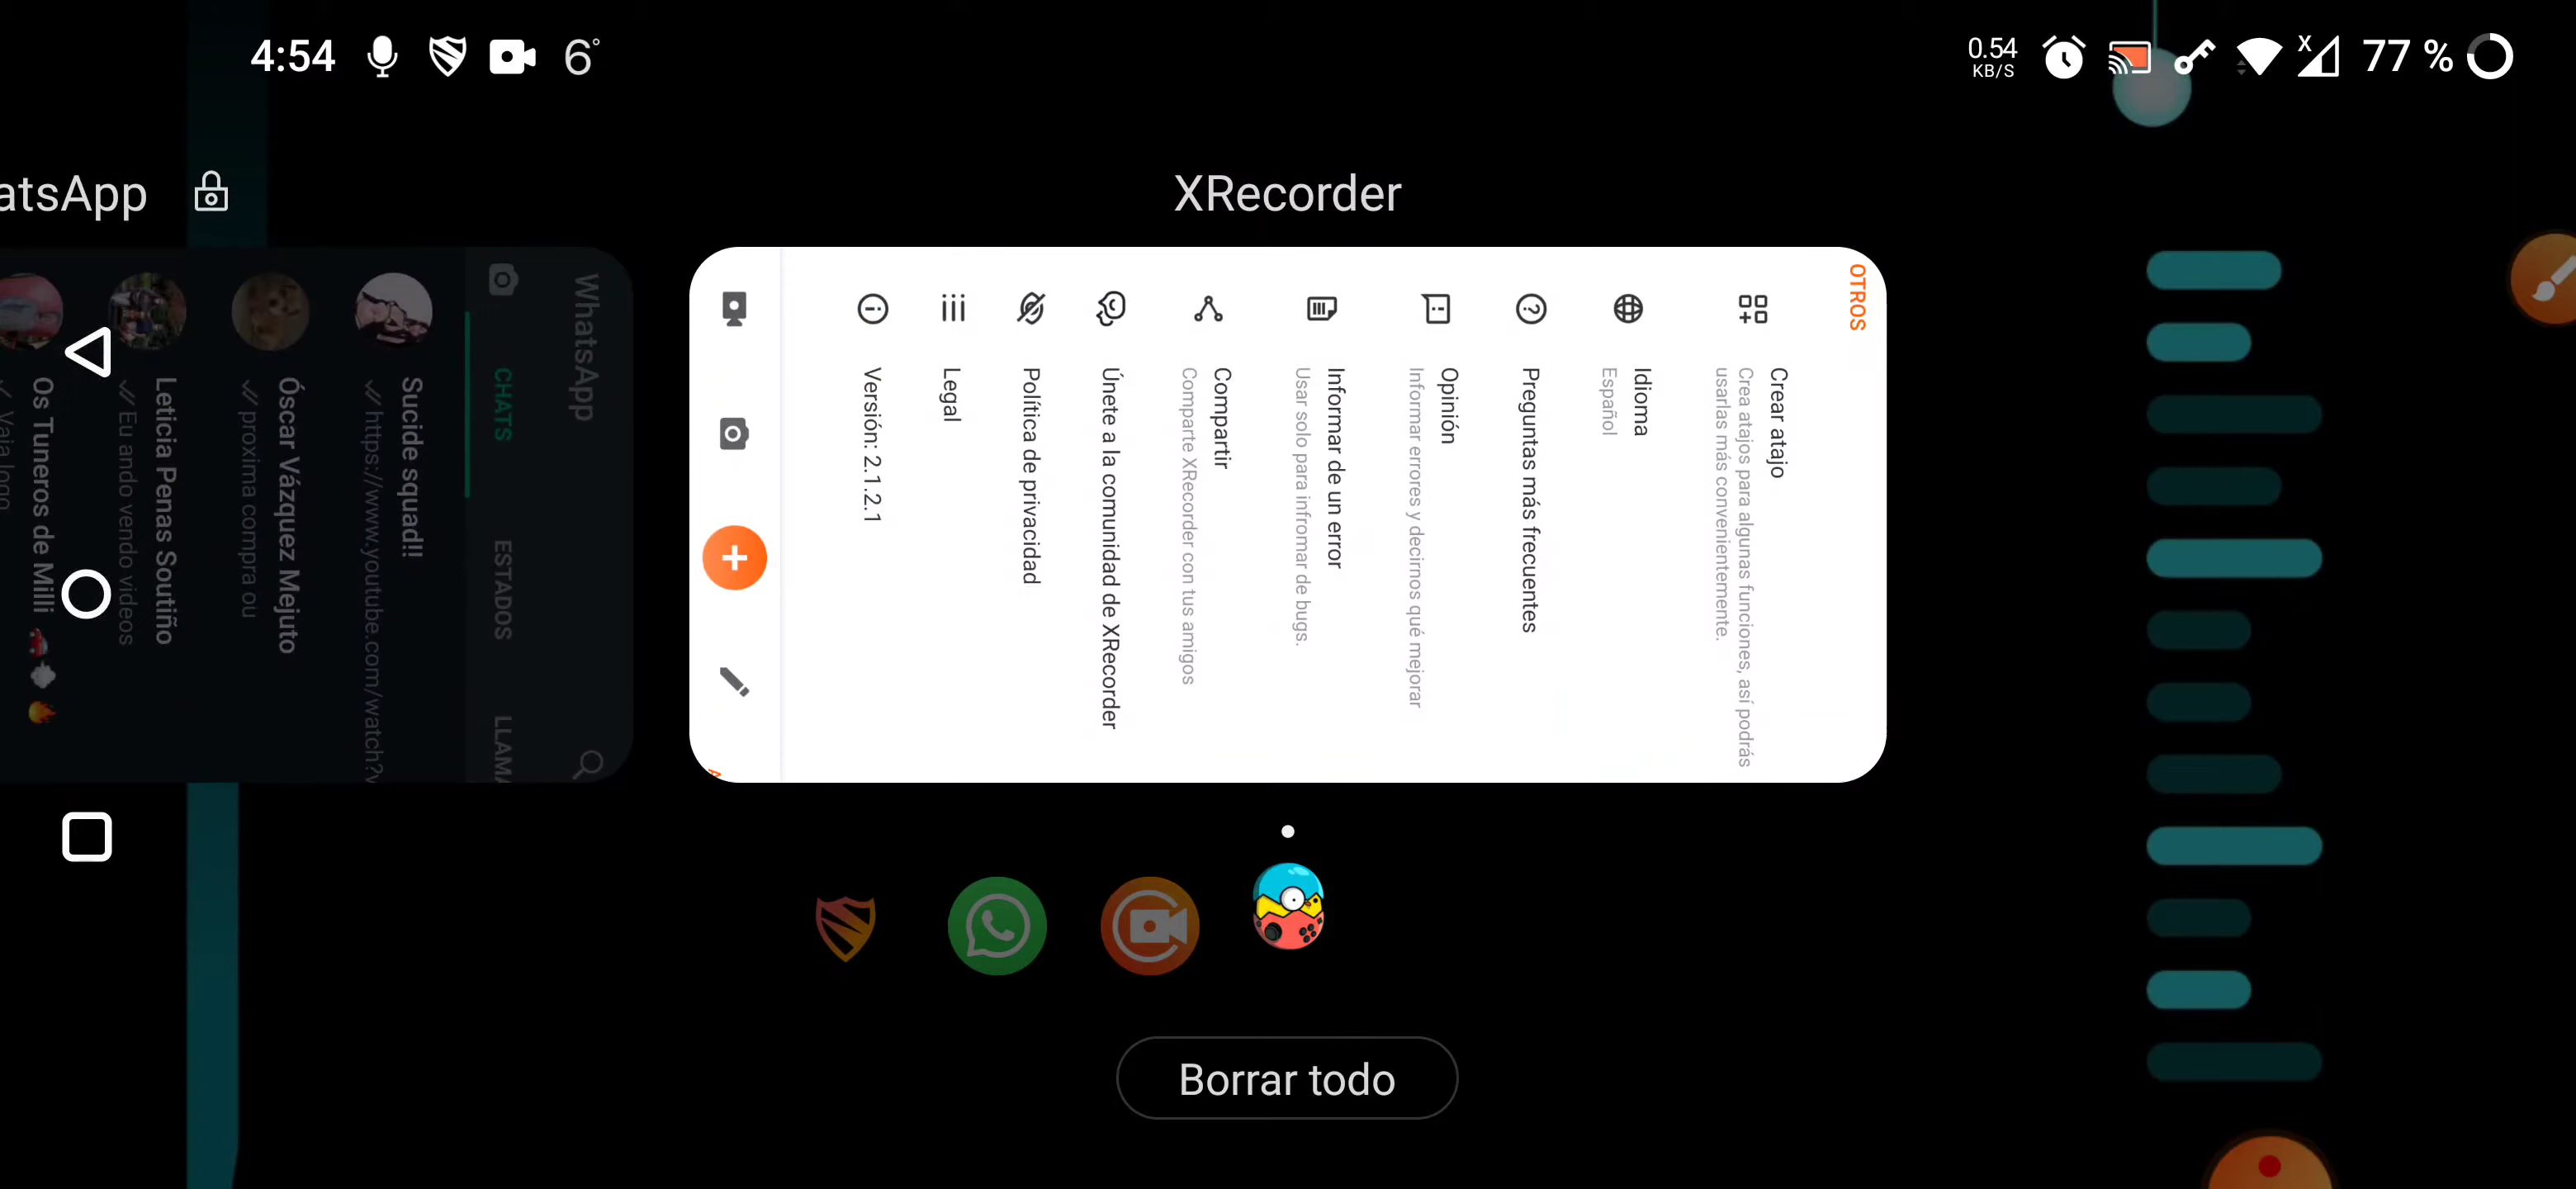 4:54
6°
0.54
KB/S
X
77 %
atsApp
XRecorder
WhatsApp
CHATS
ESTADOS
LLAMA
Sucide squad!!
https://www.youtube.com/watch?v
Óscar Vázquez Mejuto
proxima compra ou
Leticia Penas Soutiño
Eu ando vendo videos
Os Tuneros de Milli
Vaia logo
OTROS
Crear atajo
Crea atajos para algunas funciones, así podrás
usarlas más convenientemente.
Idioma
Español
Preguntas más frecuentes
Opinión
Informar errores y decirnos qué mejorar
Informar de un error
Usar solo para infromar de bugs.
Compartir
Comparte XRecorder con tus amigos
Únete a la comunidad de XRecorder
Política de privacidad
Legal
Versión: 2.1.2.1
Borrar todo